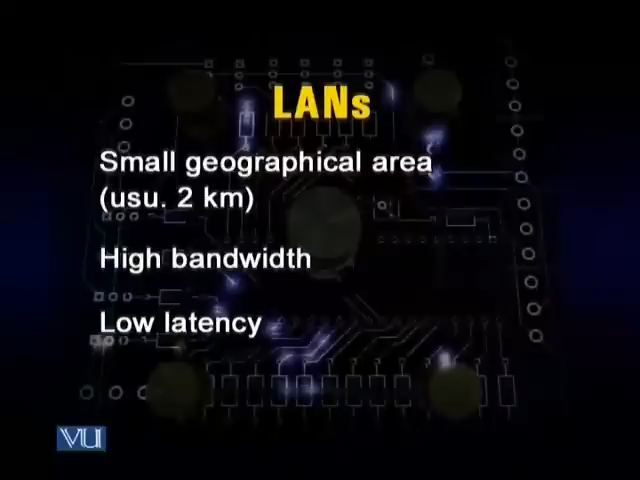 LANs
Small geographical area
(usu. 2 km)
High bandwidth
Low latency
VU